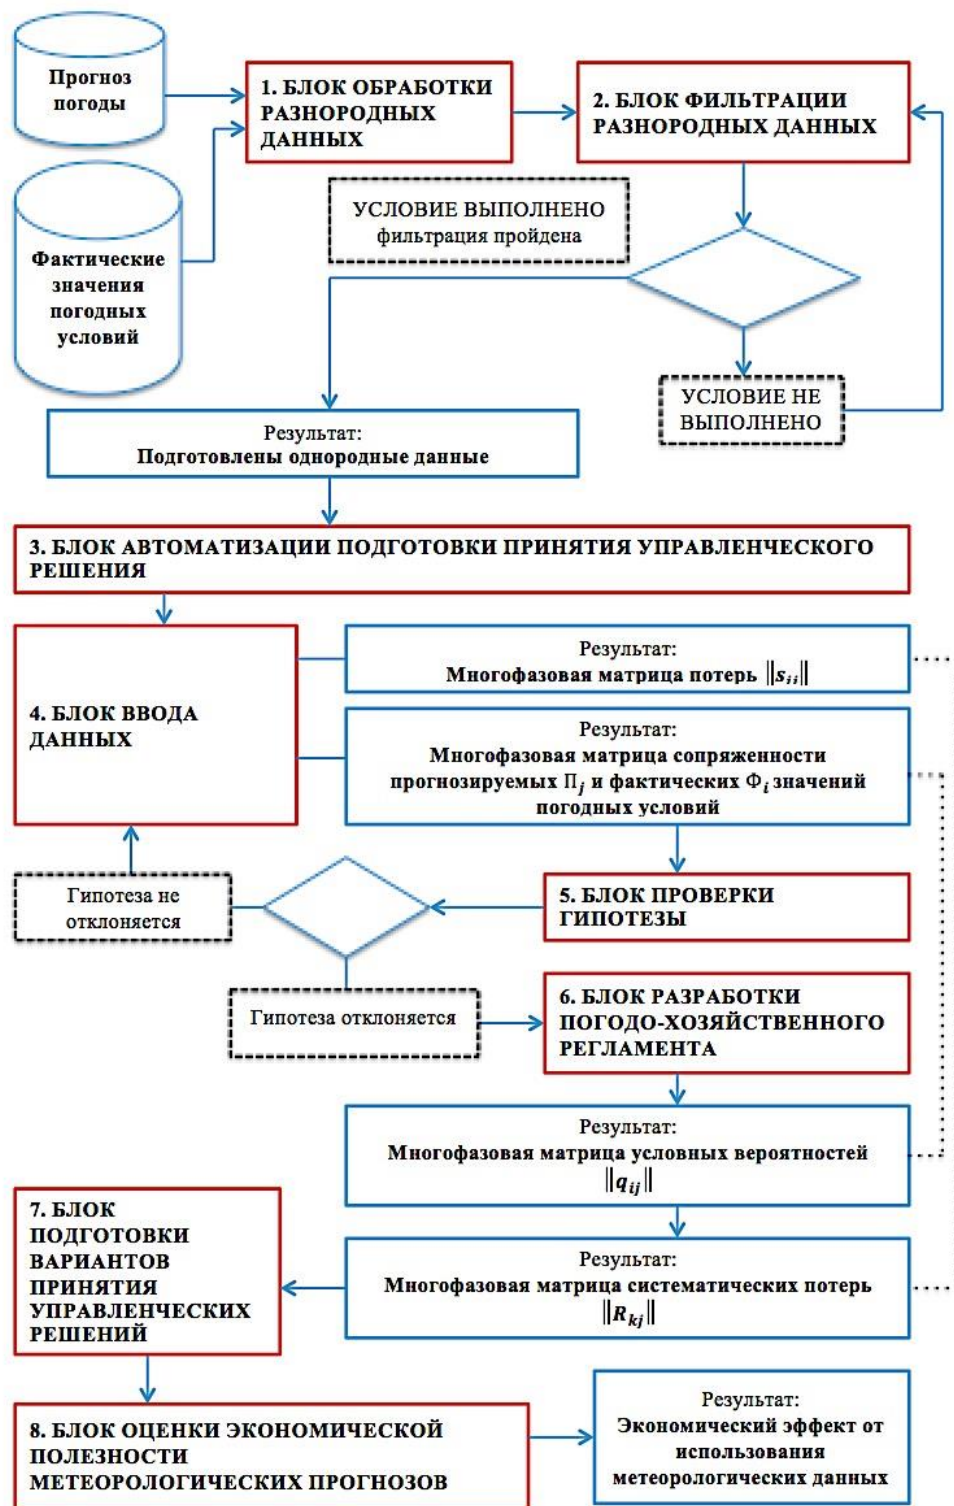 Прогноз
погоды
1. БЛОК ОБРАБОТКИ
РАЗНОРОДНЫХ
ДАННЫХ
2. БЛОК ФИЛЬТРАЦИИ
РАЗНОРОДНЫХ ДАННЫХ
Фактические
значения
погодных
условий
УСЛОВИЕ ВЫПОЛНЕНО
фильтрация пройдена
УСЛОВИЕ НЕ
ВЫПОЛНЕНО
Результат:
Подготовлены однородные данные
3. БЛОК АВТОМАТИЗАЦИИ ПОДГОТОВКИ ПРИНЯТИЯ УПРАВЛЕНЧЕСКОГО
РЕШЕНИЯ
4. БЛОК ВВОДА
ДАННЫХ
Результат:
Многофазовая матрица потерь ‖s_ij‖
Результат:
Многофазовая матрица сопряженности
прогнозируемых П_j и фактических Ф_i значений
погодных условий
5. БЛОК ПРОВЕРКИ
ГИПОТЕЗЫ
Гипотеза не
отклоняется
Гипотеза отклоняется
6. БЛОК РАЗРАБОТКИ
ПОГОДО-ХОЗЯЙСТВЕННОГО
РЕГЛАМЕНТА
Результат:
Многофазовая матрица условных вероятностей
‖q_ij‖
Результат:
Многофазовая матрица систематических потерь
‖R_kj‖
7. БЛОК
ПОДГОТОВКИ
ВАРИАНТОВ
ПРИНЯТИЯ
УПРАВЛЕНЧЕСКИХ
РЕШЕНИЙ
8. БЛОК ОЦЕНКИ ЭКОНОМИЧЕСКОЙ
ПОЛЕЗНОСТИ
МЕТЕОРОЛОГИЧЕСКИХ ПРОГНОЗОВ
Результат:
Экономический эффект от
использования
метеорологических данных